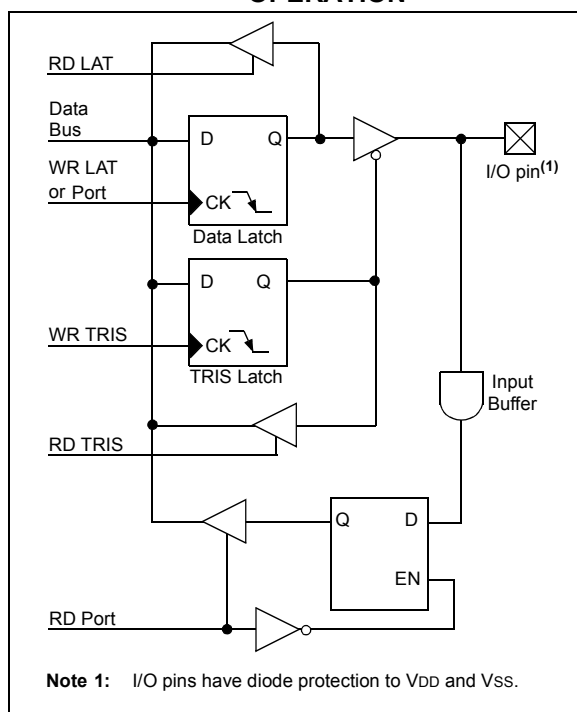 OPERATION
RD LAT
Data
Bus
D Q
WR LAT
or Port
CK
I/O pin(1)
Data Latch
D Q
WR TRIS
CK
TRIS Latch
Input
Buffer
RD TRIS
Q D
EN
RD Port
Note 1: I/O pins have diode protection to VDD and VSS.